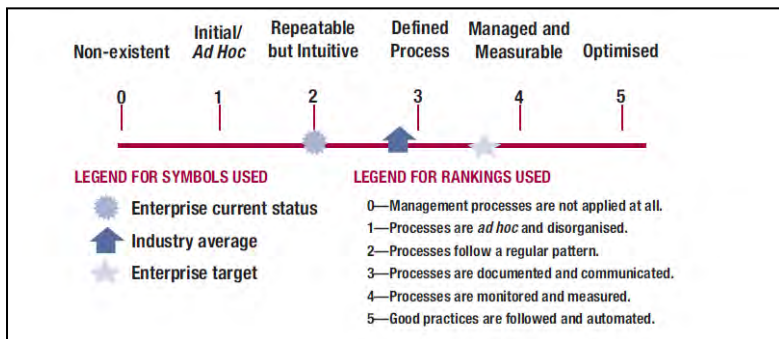 Non-existent
Initial/
Ad Hoc
Repeatable
but Intuitive
Defined
Process
Managed and
Measurable
Optimised
0 1 2 3 4 5
LEGEND FOR SYMBOLS USED
Enterprise current status
Industry average
Enterprise target
LEGEND FOR RANKINGS USED
0—Management processes are not applied at all.
1—Processes are ad hoc and disorganised.
2—Processes follow a regular pattern.
3—Processes are documented and communicated.
4—Processes are monitored and measured.
5—Good practices are followed and automated.